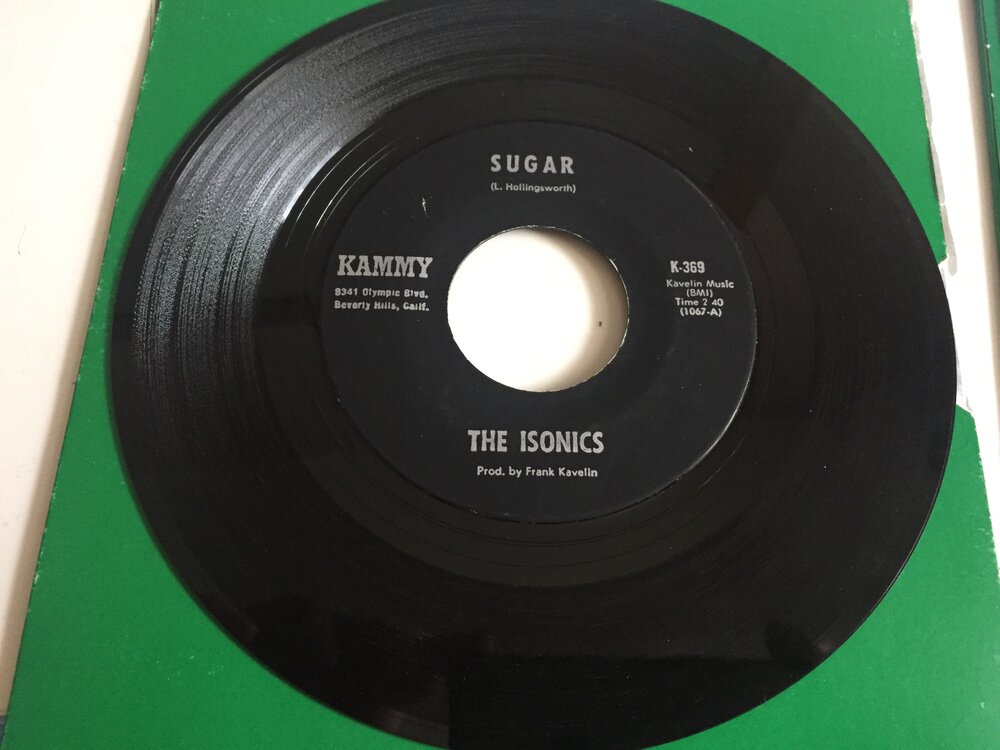 SUGAR
(L. Hollingsworth)
KAMMY
9341 Olympic Blvd.
Beverly Hills, Calif.
K-369
Kavelin Music
(BMI)
Time 2 40
(1067-A)
THE ISONICS
Prod. by Frank Kavelin